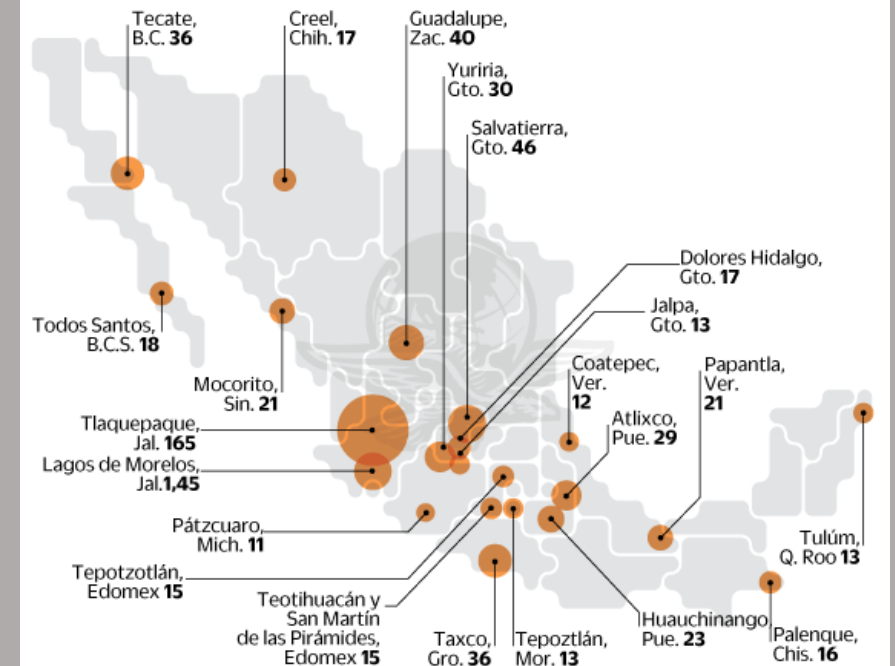 Tecate,
B.C. 36
Creel,
Chih. 17
Guadalupe,
Zac. 40
Yuriria,
Gto. 30
Salvatierra,
Gto. 46
Dolores Hidalgo,
Gto. 17
Jalpa,
Gto. 13
Coatepec,
Ver.
12
Papantla,
Ver.
21
Atlixco,
Pue. 29
Todos Santos,
B.C.S. 18
Mocorito,
Sin. 21
Tlaquepaque,
Jal. 165
Lagos de Morelos,
Jal.1,45
Pátzcuaro,
Mich. 11
Tepotzotlán,
Edomex 15
Teotihuacán y
San Martín
de las Pirámides,
Edomex 15
Taxco,
Gro. 36
Tepoztlán,
Mor. 13
Huauchinango,
Pue. 23
Tulúm,
Q. Roo 13
Palenque,
Chis. 16